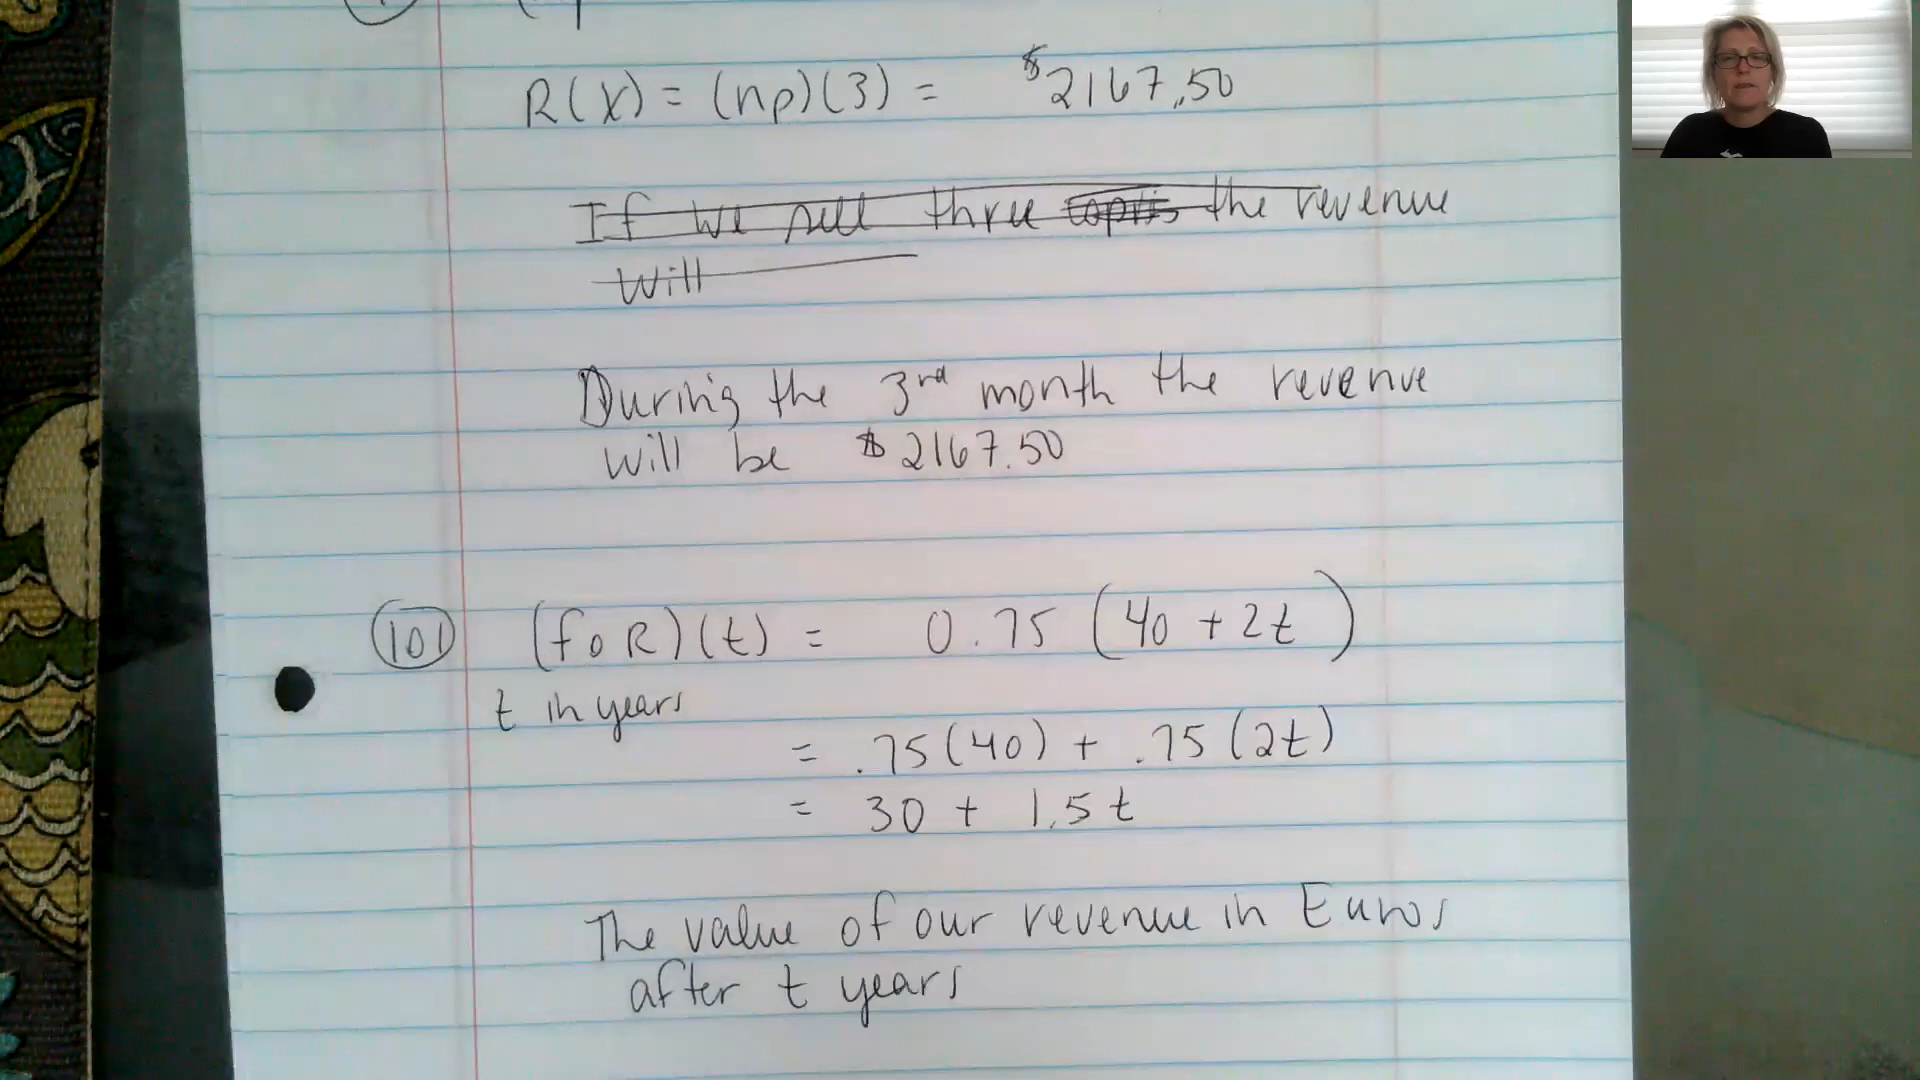 R(X) = (np)(3) = $2167.50
If we sell three the revenue
will
During the 3rd month the revenue
will be $2167.50
101 (f o R)(t) = 0.75 (40 + 2t)
t in years
= .75(40) + .75(2t)
= 30 + 1.5t
The value of our revenue in Euros
after t years